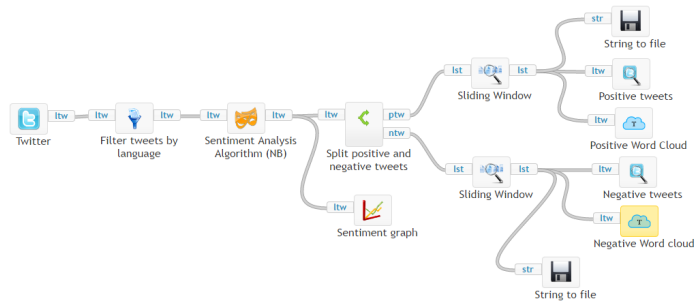 str
String to file
lst
lst
ltw
Sliding Window
Positive tweets
ltw
ltw
ltw
ltw
ltw
ltw
ltw
ptw
Positive Word Cloud
ntw
Twitter
Filter tweets by
language
Sentiment Analysis
Algorithm (NB)
Split positive and
negative tweets
lst
lst
ltw
Sliding Window
Negative tweets
ltw
Sentiment graph
ltw
Negative Word cloud
str
String to file